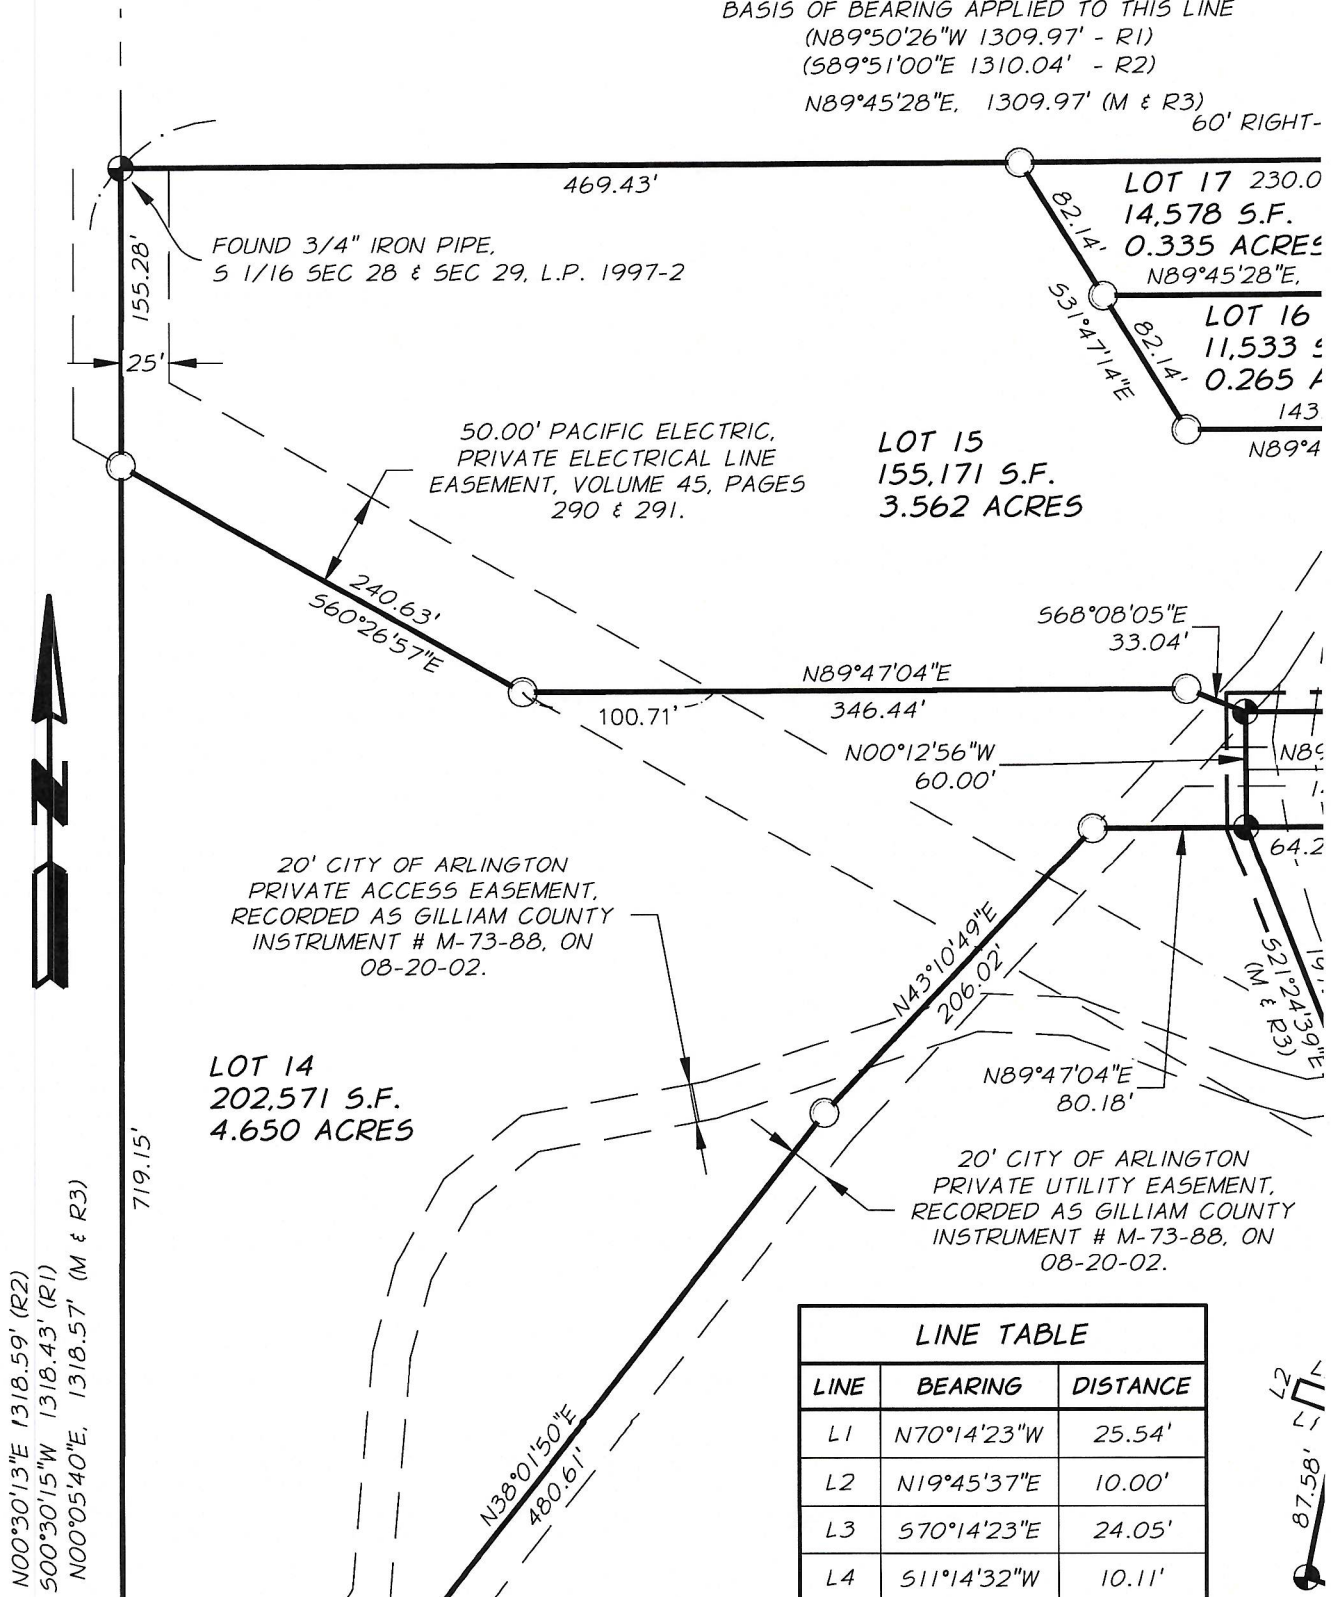 BASIS OF BEARING APPLIED TO THIS LINE
(N89°50'26"W 1309.97' - R1)
(S89°51'00"E 1310.04' - R2)
N89°45'28"E, 1309.97' (M & R3)
60' RIGHT-
469.43'
LOT 17 230.0
14,578 S.F.
0.335 ACRES
N89°45'28"E,
82.14'
S31°47'14"E
82.14'
LOT 16
11,533 S
0.265 A
143
N89°4
FOUND 3/4" IRON PIPE,
S 1/16 SEC 28 & SEC 29, L.P. 1997-2
155.28'
25'
50.00' PACIFIC ELECTRIC,
PRIVATE ELECTRICAL LINE
EASEMENT, VOLUME 45, PAGES
290 & 291.
LOT 15
155,171 S.F.
3.562 ACRES
240.63'
S60°26'57"E
S68°08'05"E
33.04'
N89°47'04"E
346.44'
100.71'
N00°12'56"W
60.00'
N89
64.2
N
20' CITY OF ARLINGTON
PRIVATE ACCESS EASEMENT,
RECORDED AS GILLIAM COUNTY
INSTRUMENT # M-73-88, ON
08-20-02.
N43°10'49"E
206.02'
S21°24'39"E
(M & R3)
N89°47'04"E
80.18'
LOT 14
202,571 S.F.
4.650 ACRES
719.15'
20' CITY OF ARLINGTON
PRIVATE UTILITY EASEMENT,
RECORDED AS GILLIAM COUNTY
INSTRUMENT # M-73-88, ON
08-20-02.
N00°30'13"E 1318.59' (R2)
S00°30'15"W 1318.43' (R1)
N00°05'40"E, 1318.57' (M & R3)
N38°01'50"E
480.61'
LINE TABLE
LINE BEARING DISTANCE
L1 N70°14'23"W 25.54'
L2 N19°45'37"E 10.00'
L3 S70°14'23"E 24.05'
L4 S11°14'32"W 10.11'
L2
L1
87.58'